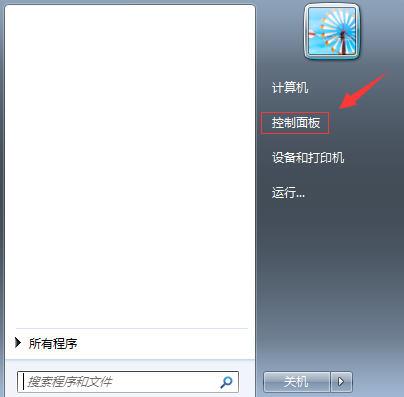 计算机
控制面板
设备和打印机
运行...
所有程序
搜索程序和文件
关机